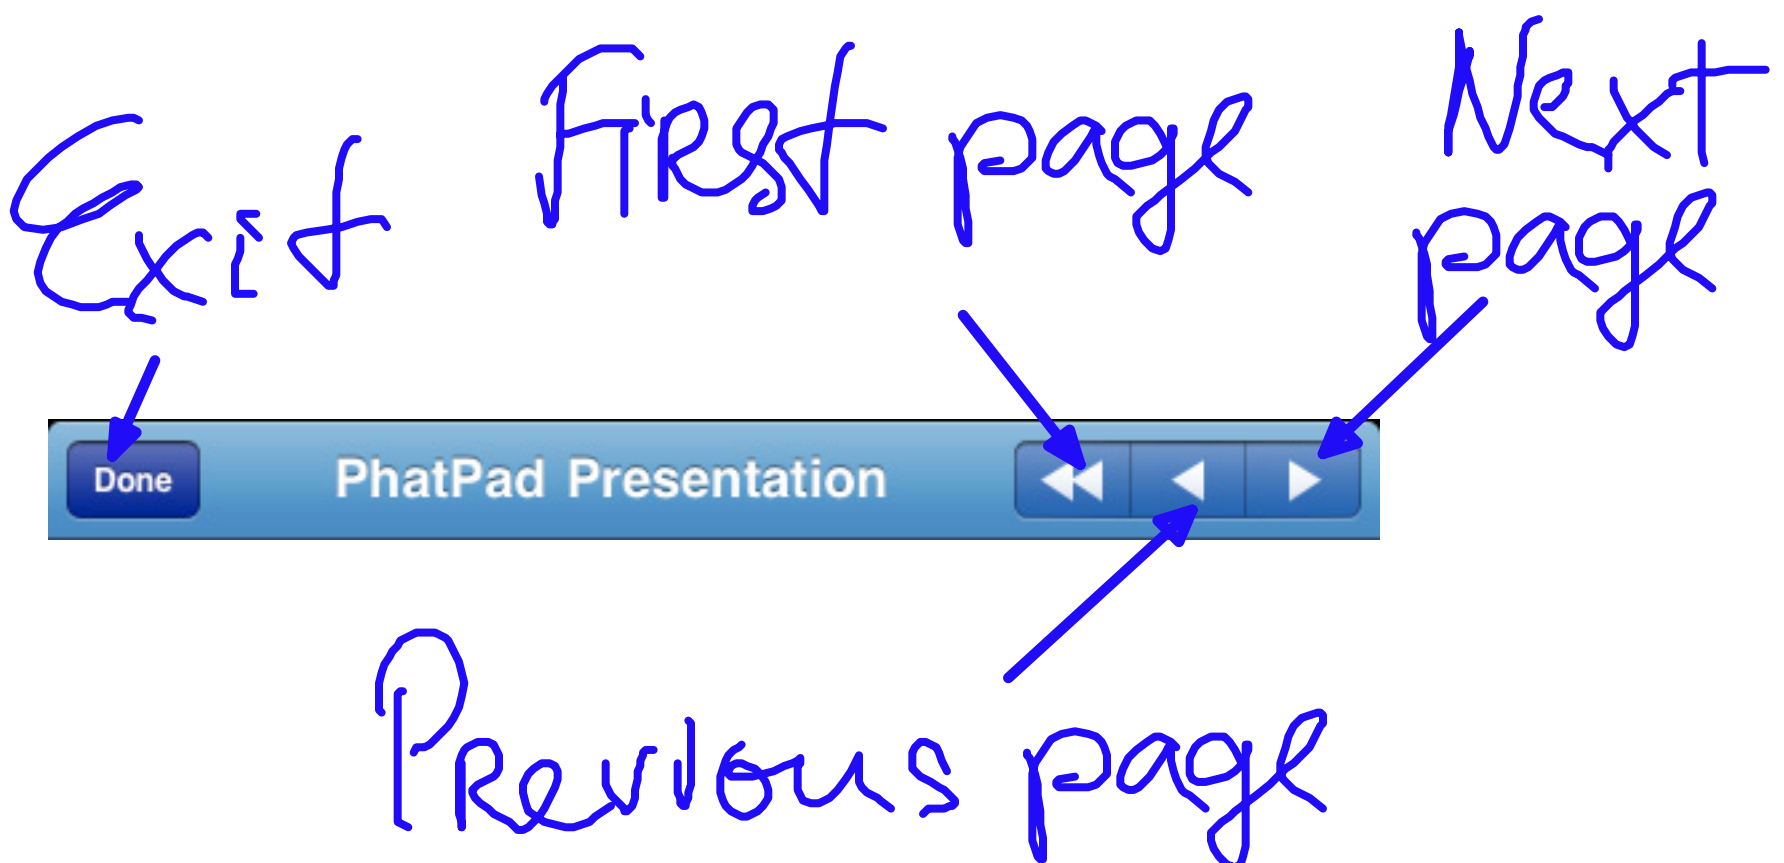 Exit
First page
Next
page
Done
PhatPad Presentation
Previous page